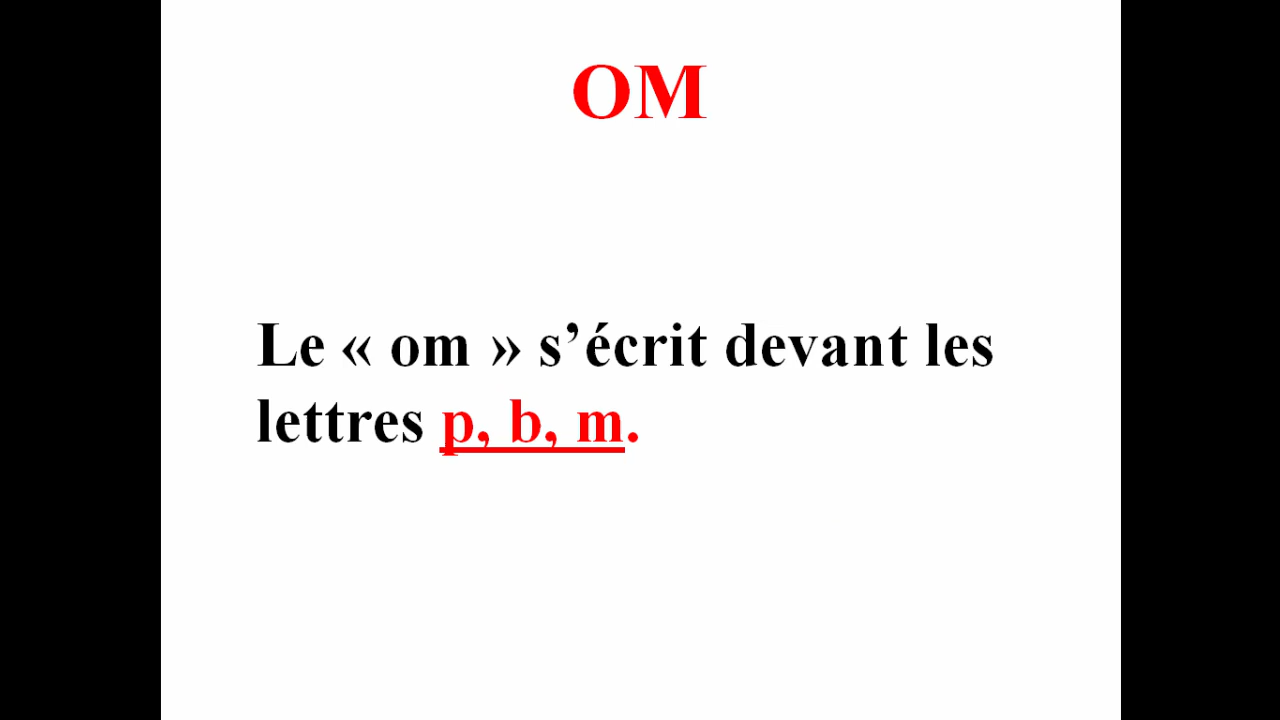 OM
Le « om » s’écrit devant les
lettres p, b, m.